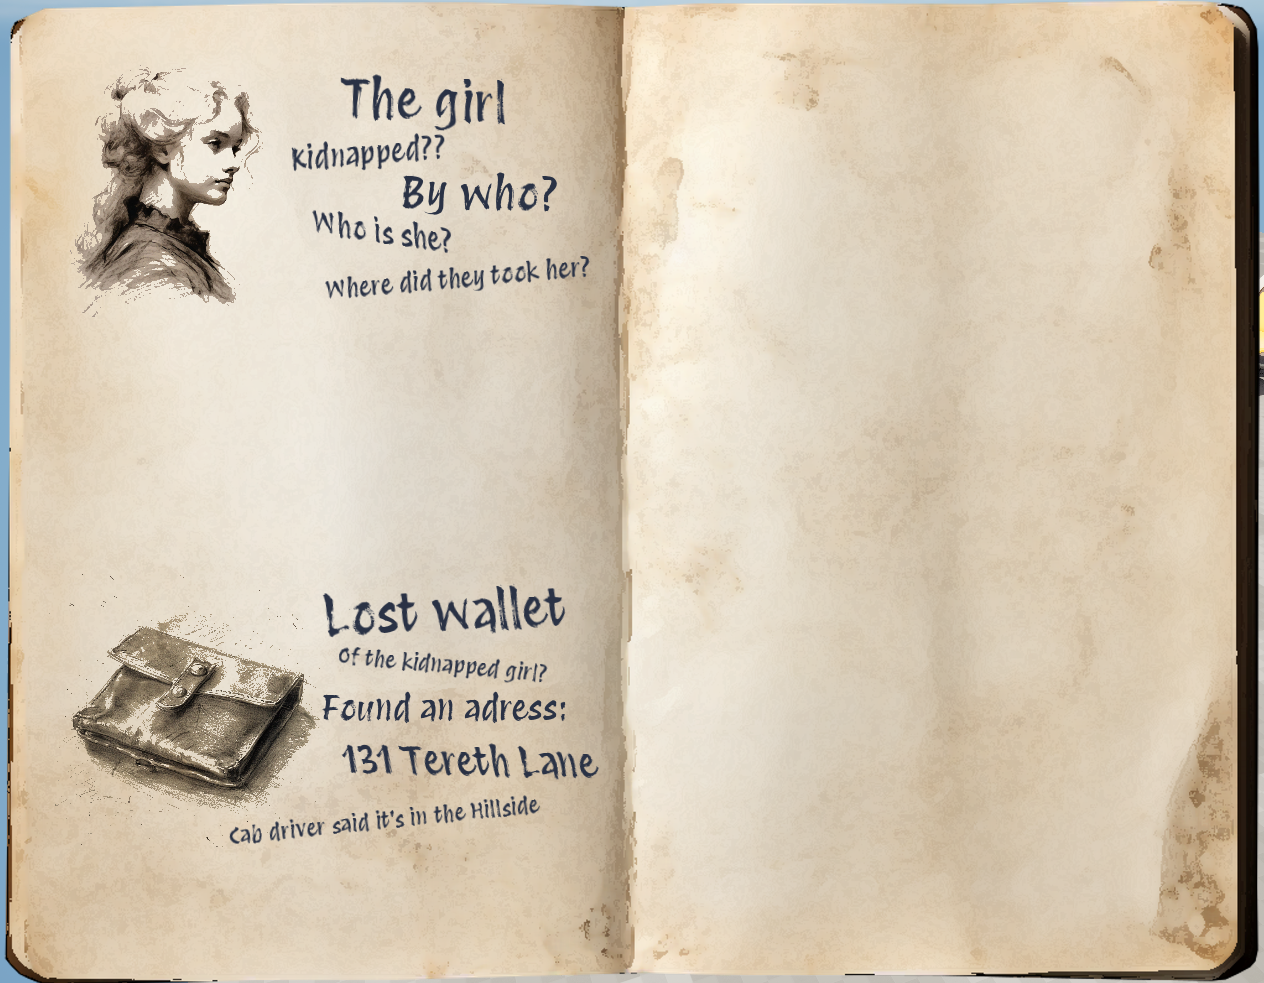 The girl
Kidnapped??
By who?
Who is she?
Where did they took her?
Lost wallet
Of the kidnapped girl?
Found an adress:
131 Tereth Lane
Cab driver said it's in the Hillside